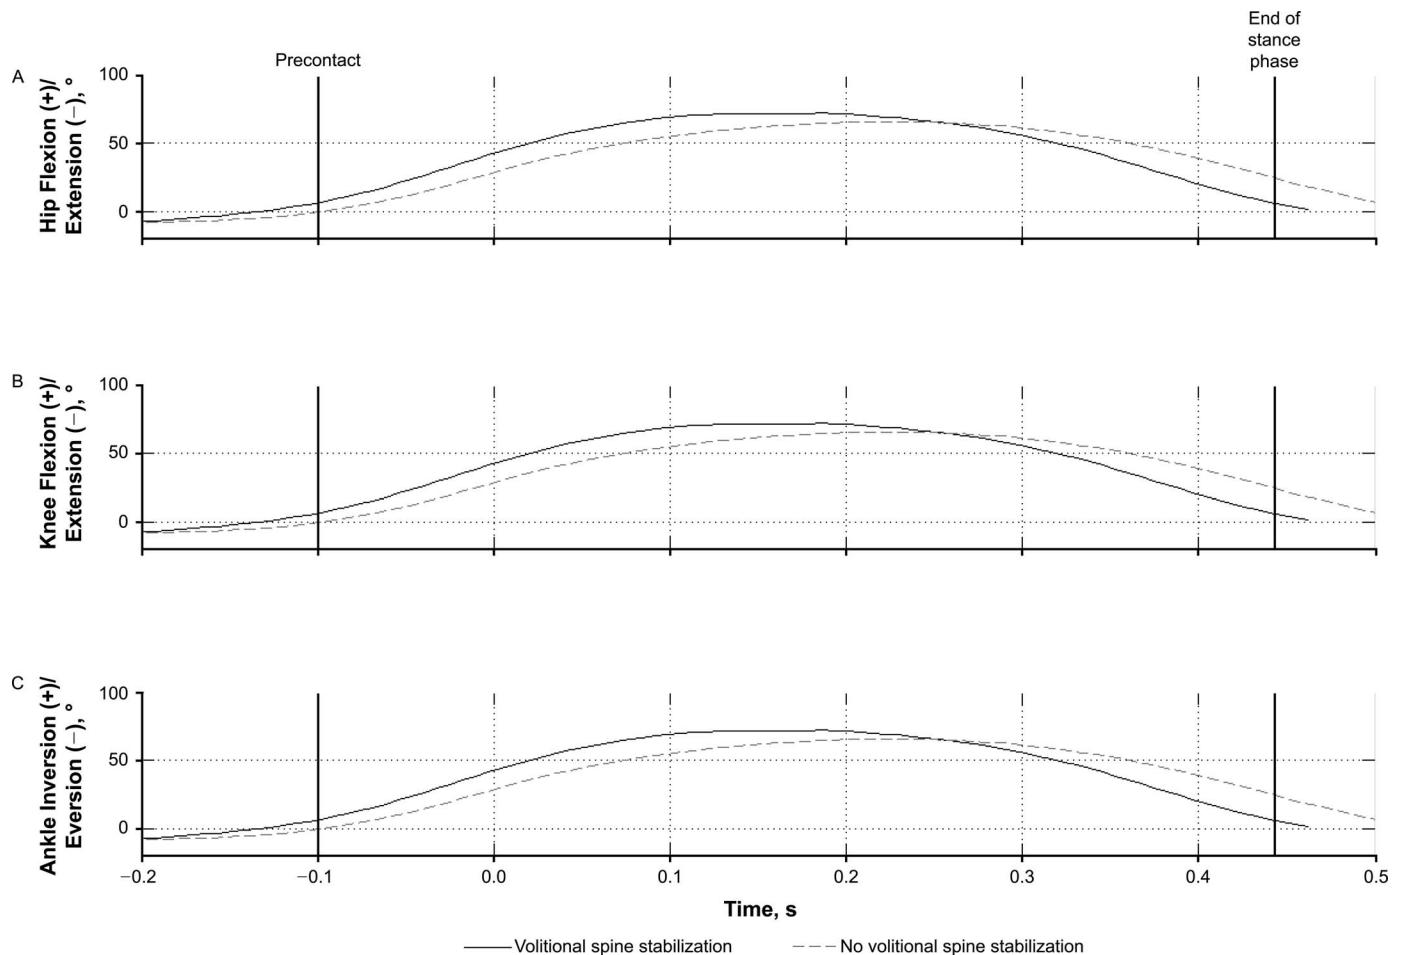 End of
stance
phase
Precontact
A
Hip Flexion (+)/
Extension (−), °
100
50
0
B
Knee Flexion (+)/
Extension (−), °
100
50
0
C
Ankle Inversion (+)/
Eversion (−), °
100
50
0
−0.2 −0.1 0.0 0.1 0.2 0.3 0.4 0.5
Time, s
Volitional spine stabilization No volitional spine stabilization